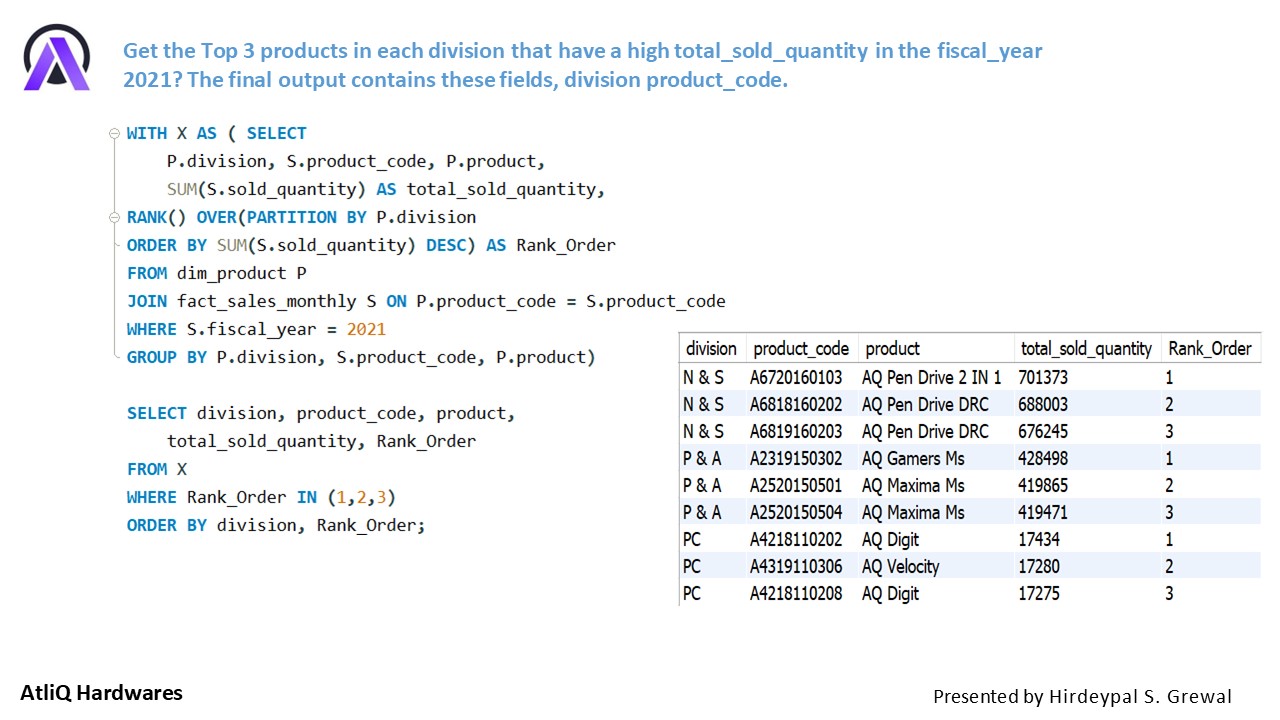 Get the Top 3 products in each division that have a high total_sold_quantity in the fiscal_year
2021? The final output contains these fields, division product_code.
WITH X AS ( SELECT
P.division, S.product_code, P.product,
SUM(S.sold_quantity) AS total_sold_quantity,
RANK() OVER(PARTITION BY P.division
ORDER BY SUM(S.sold_quantity) DESC) AS Rank_Order
FROM dim_product P
JOIN fact_sales_monthly S ON P.product_code = S.product_code
WHERE S.fiscal_year = 2021
GROUP BY P.division, S.product_code, P.product)
SELECT division, product_code, product,
total_sold_quantity, Rank_Order
FROM X
WHERE Rank_Order IN (1,2,3)
ORDER BY division, Rank_Order;
division product_code product total_sold_quantity Rank_Order
N & S A6720160103 AQ Pen Drive 2 IN 1 701373 1
N & S A6818160202 AQ Pen Drive DRC 688003 2
N & S A6819160203 AQ Pen Drive DRC 676245 3
P & A A2319150302 AQ Gamers Ms 428498 1
P & A A2520150501 AQ Maxima Ms 419865 2
P & A A2520150504 AQ Maxima Ms 419471 3
PC A4218110202 AQ Digit 17434 1
PC A4319110306 AQ Velocity 17280 2
PC A4218110208 AQ Digit 17275 3
AtliQ Hardwares
Presented by Hirdeypal S. Grewal